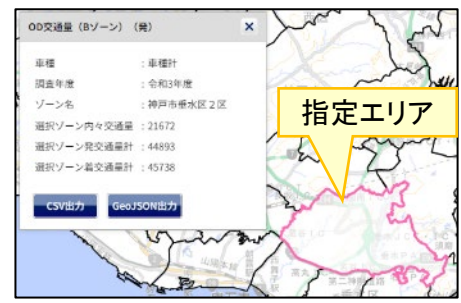 OD交通量（Bゾーン）（発）
×
車種 ：車種計
調査年度 ：令和3年度
ゾーン名 ：神戸市垂水区２区
選択ゾーン内々交通量 ：21672
選択ゾーン発交通量計 ：44893
選択ゾーン着交通量計 ：45738
CSV出力 GeoJSON出力
指定エリア
山陽本線
第二神明道路